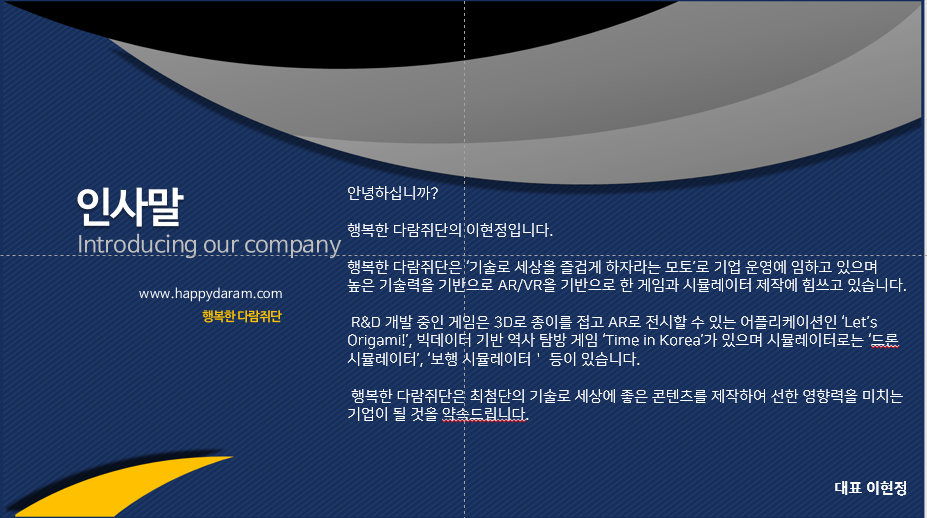 인사말
Introducing our company
www.happydaram.com
행복한 다람쥐단
안녕하십니까?
행복한 다람쥐단의 이현정입니다.
행복한 다람쥐단은 ‘기술로 세상을 즐겁게 하자라는 모토’로 기업 운영에 임하고 있으며
높은 기술력을 기반으로 AR/VR을 기반으로 한 게임과 시뮬레이터 제작에 힘쓰고 있습니다.
R&D 개발 중인 게임은 3D로 종이를 접고 AR로 전시할 수 있는 어플리케이션인 ‘Let’s
Origami!’, 빅데이터 기반 역사 탐방 게임 ‘Time in Korea’가 있으며 시뮬레이터로는 ‘드론
시뮬레이터’, ‘보행 시뮬레이터 ' 등이 있습니다.
행복한 다람쥐단은 최첨단의 기술로 세상에 좋은 콘텐츠를 제작하여 선한 영향력을 미치는
기업이 될 것을 약속드립니다.
대표 이현정